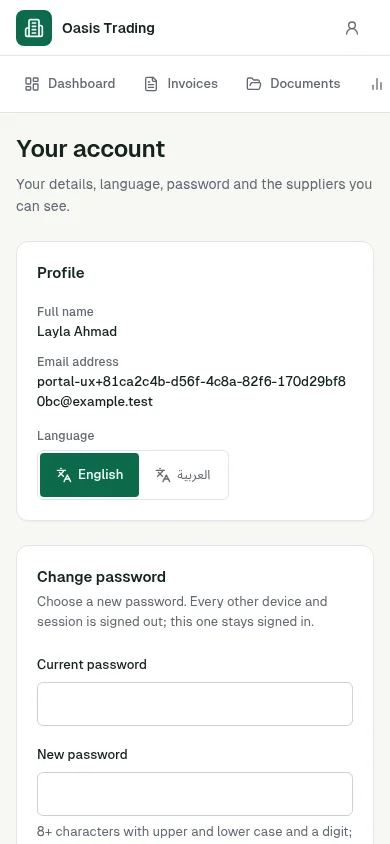 Oasis Trading
Dashboard
Invoices
Documents
Your account
Your details, language, password and the suppliers you
can see.
Profile
Full name
Layla Ahmad
Email address
portal-ux+81ca2c4b-d56f-4c8a-82f6-170d29bf8
0bc@example.test
Language
English
العربية
Change password
Choose a new password. Every other device and
session is signed out; this one stays signed in.
Current password
New password
8+ characters with upper and lower case and a digit;